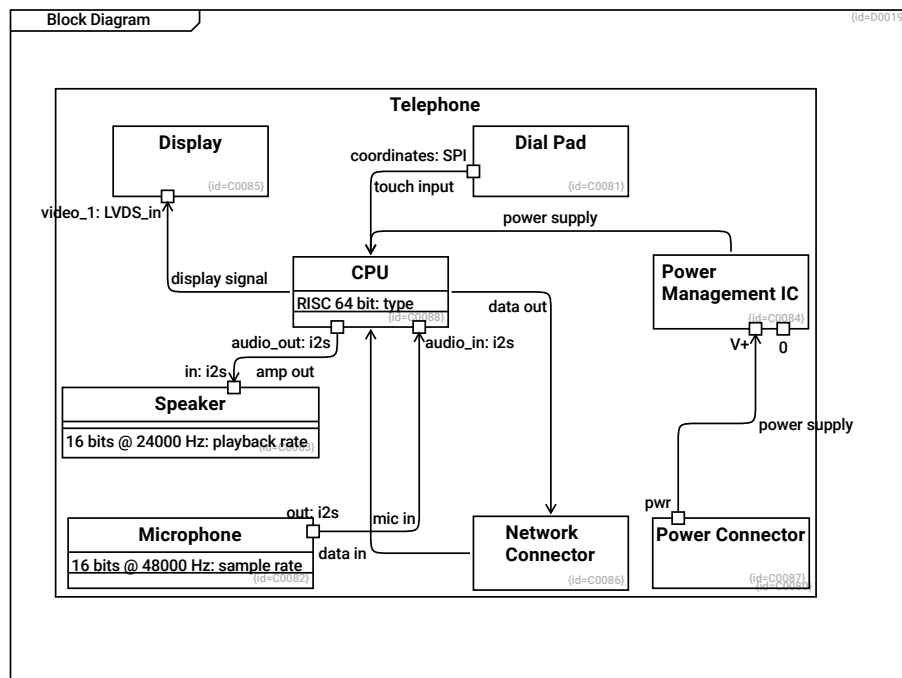 Block Diagram
{id=D0019
Telephone
Display
{id=C0085}
video_1: LVDS_in
Dial Pad
{id=C0081}
coordinates: SPI
touch input
power supply
display signal
CPU
RISC 64 bit: type
{id=C0088}
data out
Power
Management IC
{id=C0084}
V+
0
audio_out: i2s
audio_in: i2s
in: i2s
amp out
Speaker
16 bits @ 24000 Hz: playback rate
{id=C0083}
power supply
out: i2s
mic in
data in
Microphone
16 bits @ 48000 Hz: sample rate
{id=C0082}
Network
Connector
{id=C0086}
pwr
Power Connector
{id=C0087}
{id=C0080}